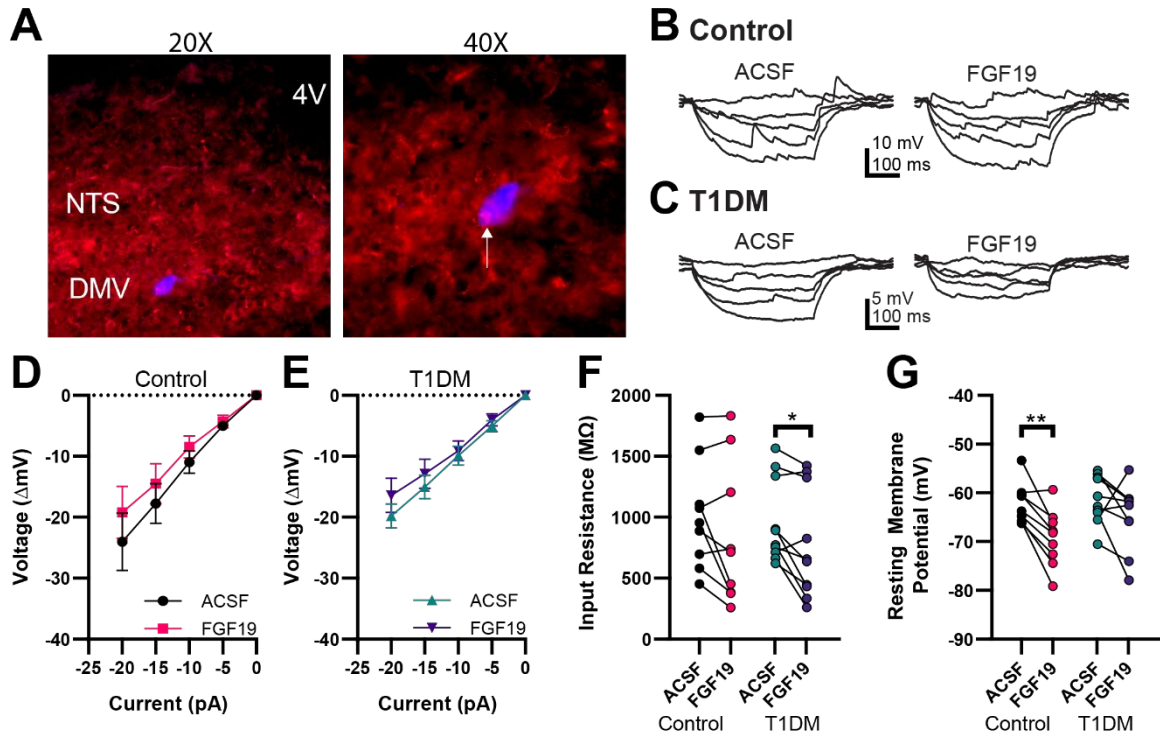 A
20X
40X
4V
NTS
DMV
B Control
ACSF
FGF19
10 mV
100 ms
C T1DM
ACSF
FGF19
5 mV
100 ms
D
Control
0
-10
-20
-30
-40
Voltage (△mV)
ACSF
FGF19
-25 -20 -15 -10 -5 0
Current (pA)
E
T1DM
0
-10
-20
-30
-40
Voltage (△mV)
ACSF
FGF19
-25 -20 -15 -10 -5 0
Current (pA)
F
2000
1500
1000
500
0
Input Resistance (MΩ)
*
ACSF
FGF19
ACSF
FGF19
Control
T1DM
G
-40
-50
-60
-70
-80
-90
Resting Membrane
Potential (mV)
**
ACSF
FGF19
ACSF
FGF19
Control
T1DM